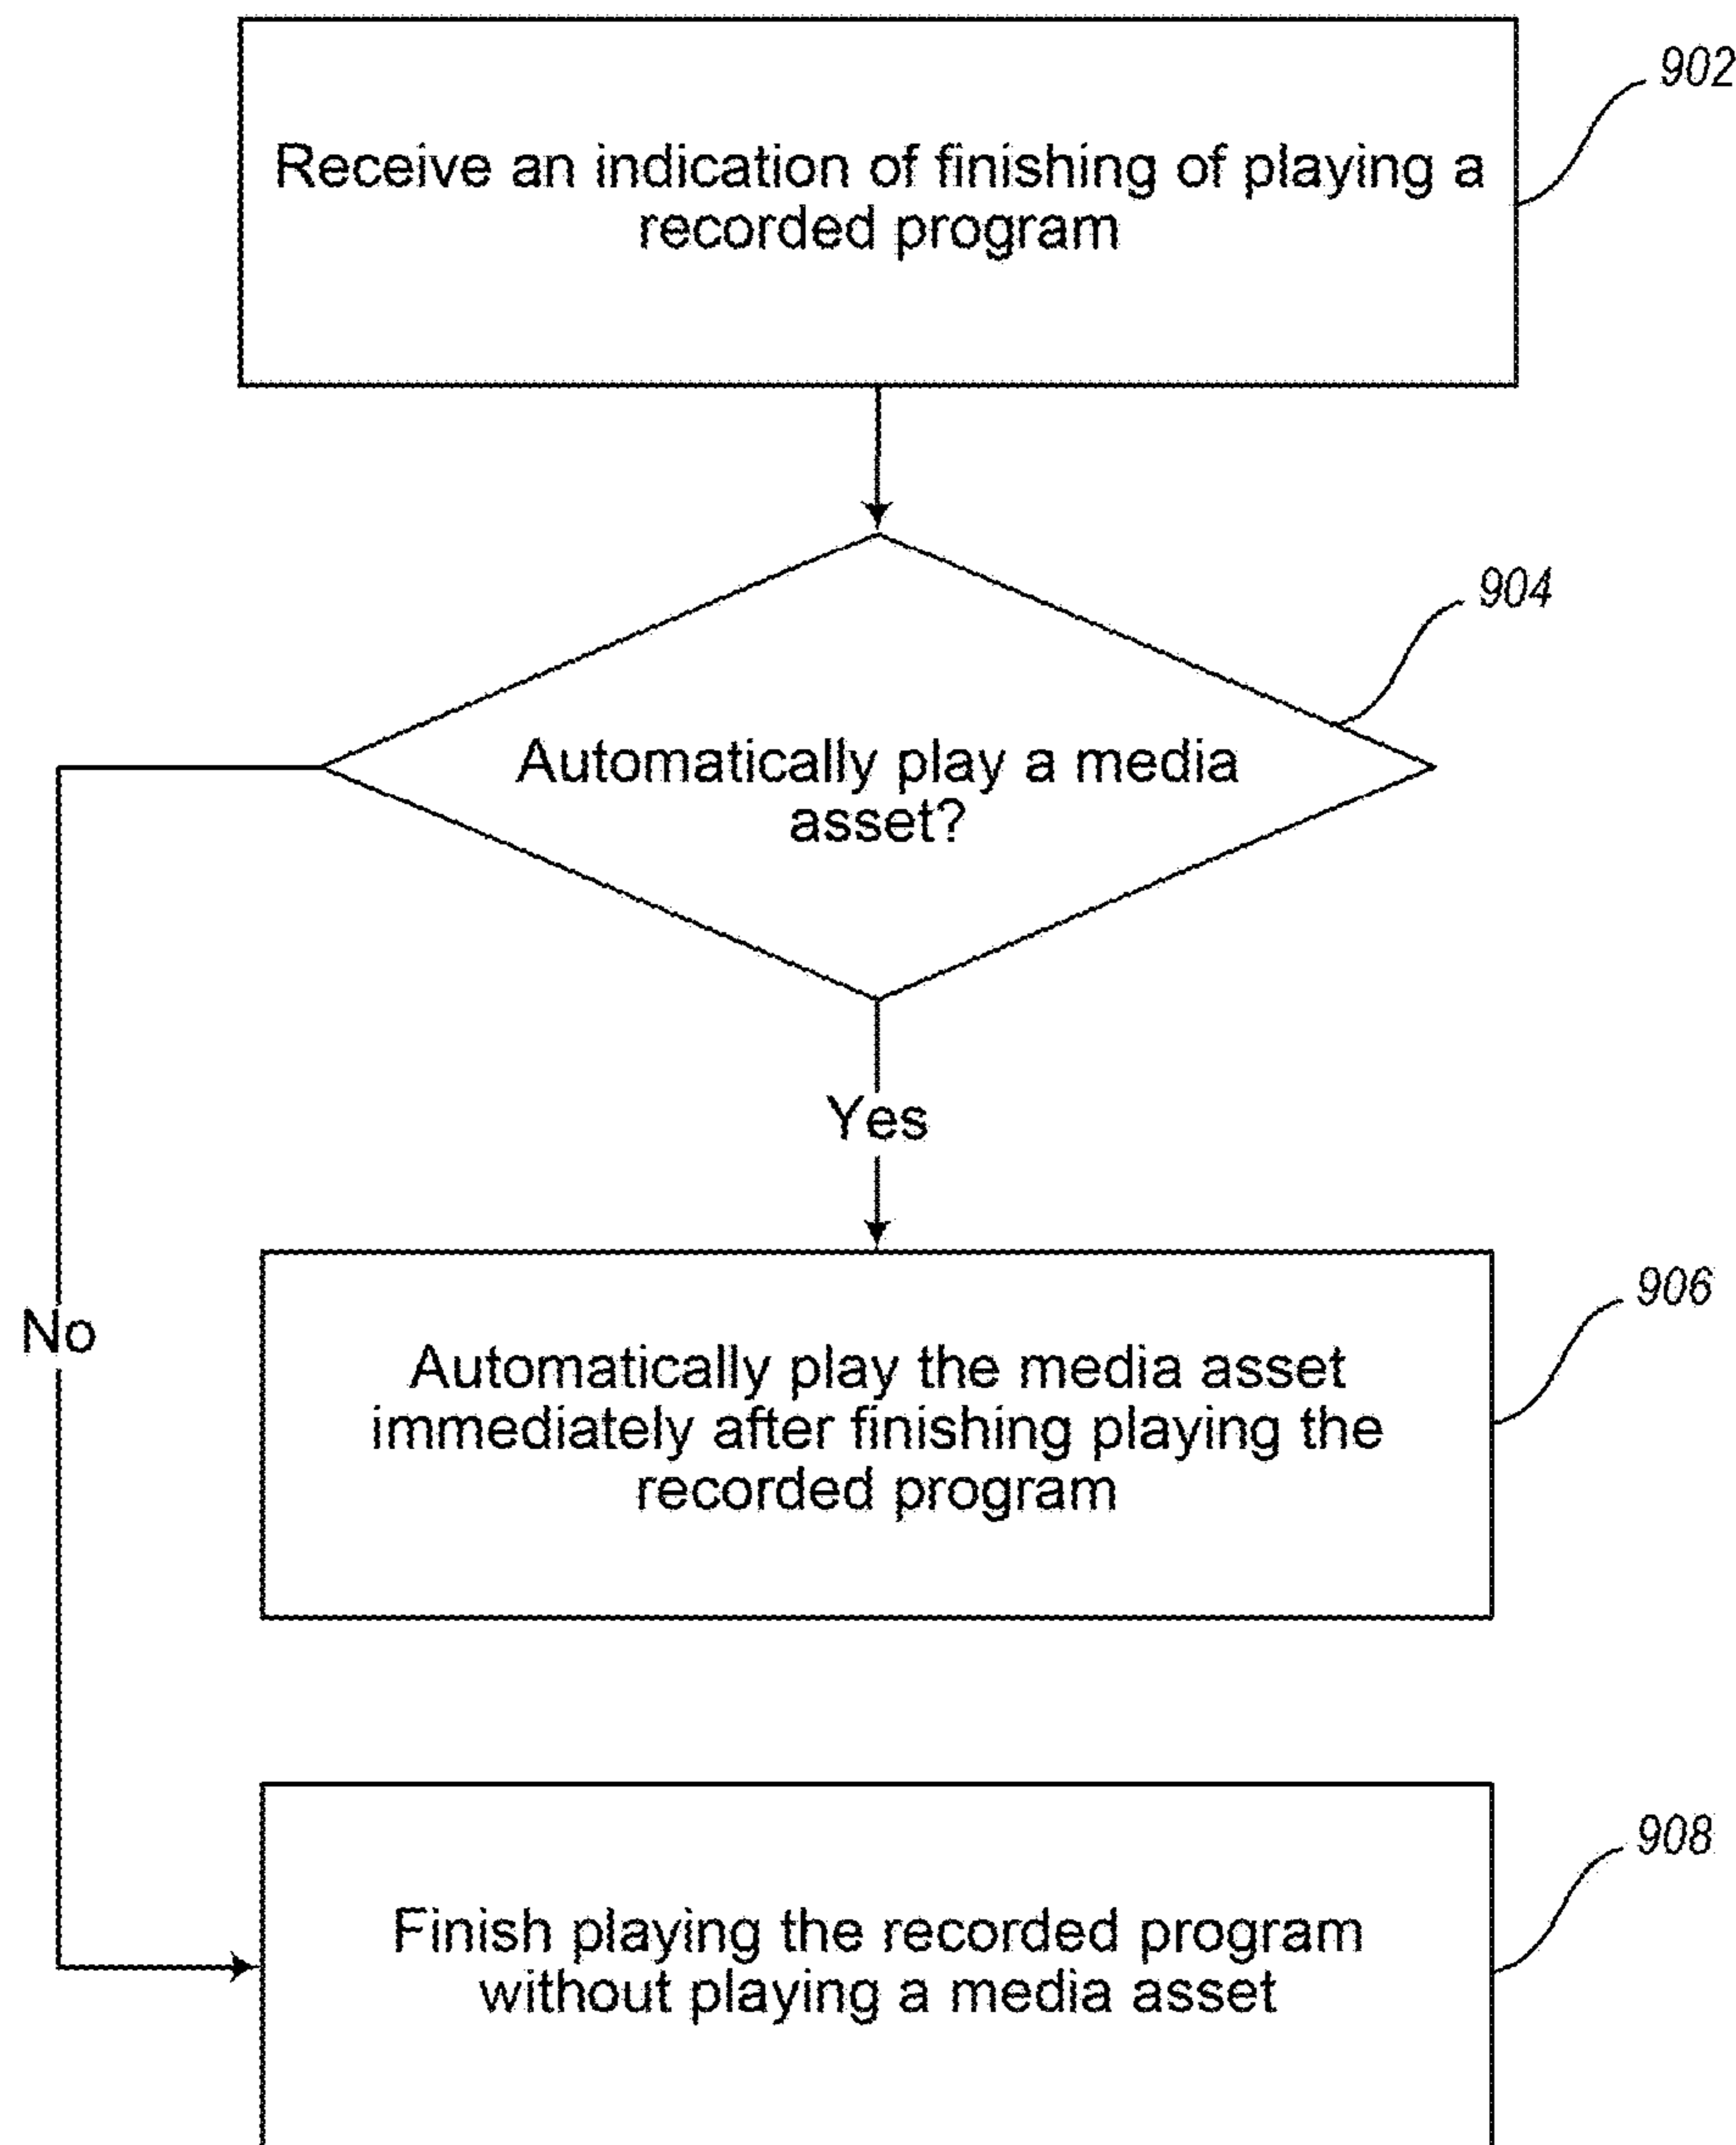 902
Receive an indication of finishing of playing a
recorded program
904
Automatically play a media
asset?
Yes
No
906
Automatically play the media asset
immediately after finishing playing the
recorded program
908
Finish playing the recorded program
without playing a media asset